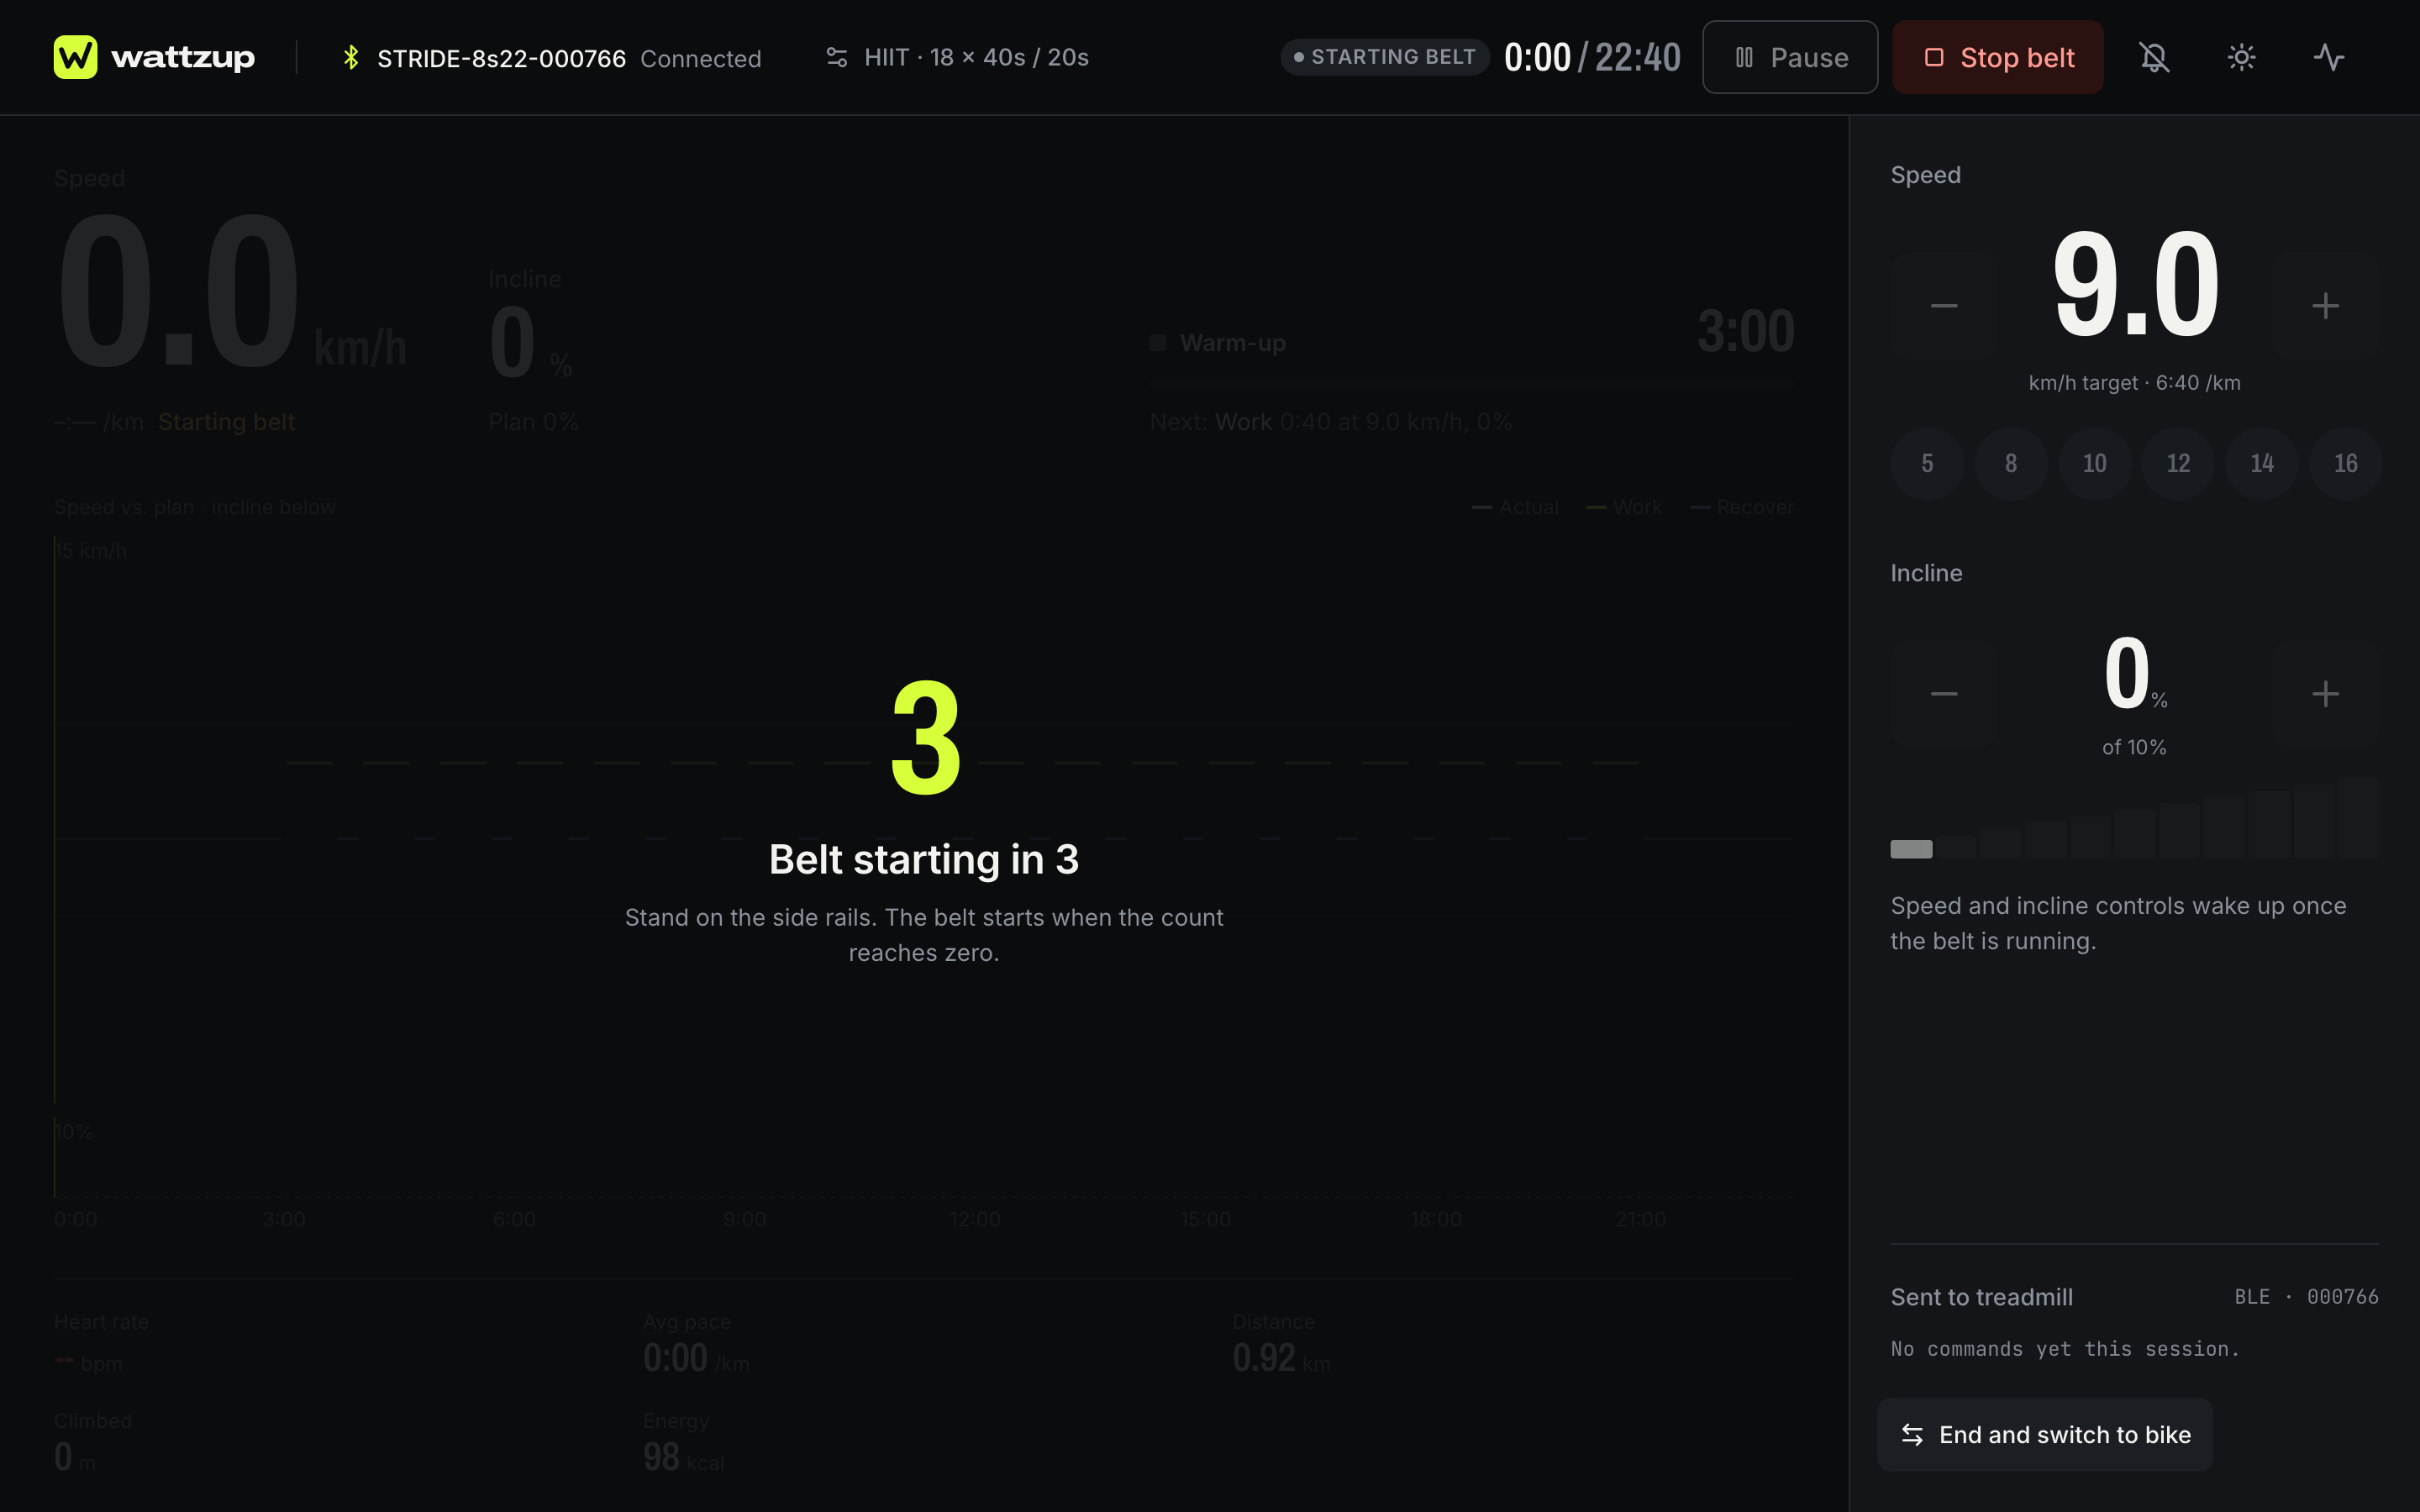 wattzup
STRIDE-8s22-000766 Connected
HIIT · 18 × 40s / 20s
STARTING BELT
0:00 / 22:40
Pause
Stop belt
Speed
0.0 km/h
–:–– /km Starting belt
Incline
0 %
Plan 0%
Warm-up
3:00
Next: Work 0:40 at 9.0 km/h, 0%
Speed vs. plan · incline below
Actual
Work
Recover
15 km/h
3
Belt starting in 3
Stand on the side rails. The belt starts when the count
reaches zero.
10%
0:00
3:00
6:00
9:00
12:00
15:00
18:00
21:00
Heart rate
-- bpm
Avg pace
0:00 /km
Distance
0.92 km
Climbed
0 m
Energy
98 kcal
Speed
− 9.0 +
km/h target · 6:40 /km
5 8 10 12 14 16
Incline
− 0% +
of 10%
Speed and incline controls wake up once
the belt is running.
Sent to treadmill
BLE · 000766
No commands yet this session.
End and switch to bike